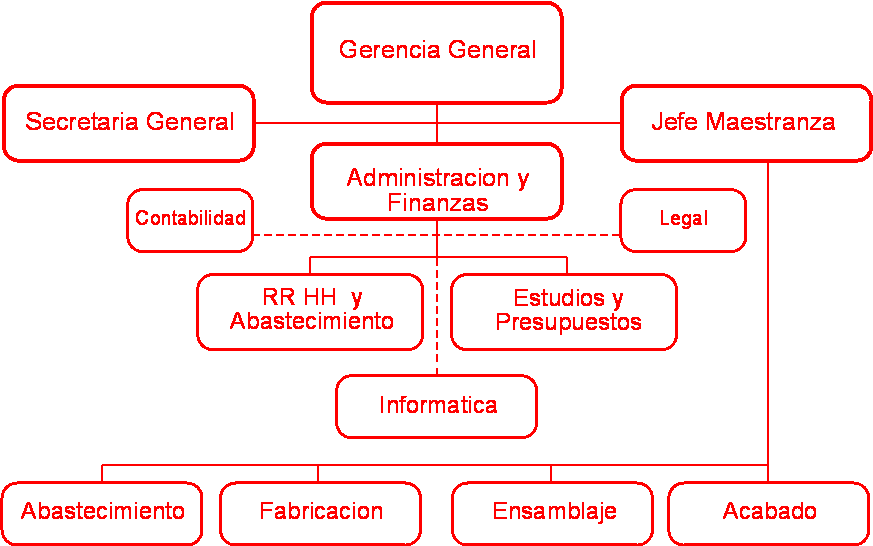 Gerencia General
Secretaria General
Jefe Maestranza
Administracion y
Finanzas
Contabilidad
Legal
RR HH y
Abastecimiento
Estudios y
Presupuestos
Informatica
Abastecimiento
Fabricacion
Ensamblaje
Acabado